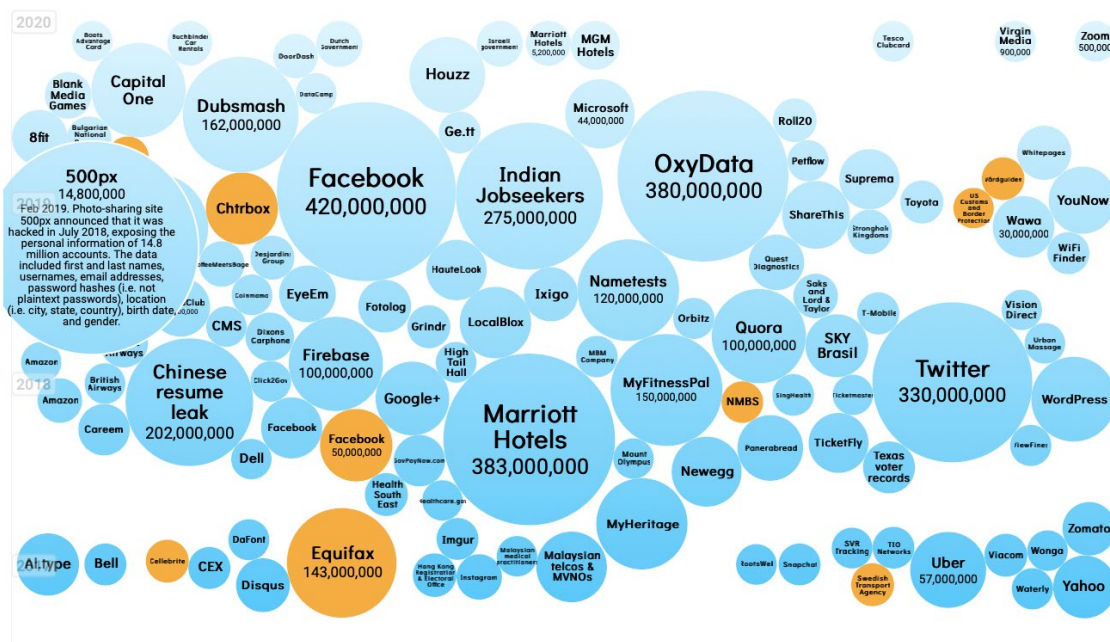 2020
Boots
Advantage
Card
Buchbinder
Car
Rentals
Dutch
Government
DoorDash
Israeli
government
Marriott
Hotels
5,200,000
MGM
Hotels
Tesco
Clubcard
Virgin
Media
900,000
Zoom
500,000
Blank
Media
Games
Capital
One
Dubsmash
162,000,000
DataCamp
Houzz
Microsoft
44,000,000
8fit
Bulgarian
National
Ge.tt
Roll20
Facebook
420,000,000
Indian
Jobseekers
275,000,000
OxyData
380,000,000
Petflow
Whitepages
500px
14,800,000
Feb 2019. Photo-sharing site
500px announced that it was
hacked in July 2018, exposing the
personal information of 14.8
million accounts. The data
included first and last names,
usernames, email addresses,
password hashes (i.e. not
plaintext passwords), location
(i.e. city, state, country), birth date,
and gender.
Chtrbox
Suprema
ShareThis
Stronghold
Kingdoms
Toyota
US
Customs
and
Border
Protection
YouNow
Wawa
30,000,000
WiFi
Finder
CoffeeMeetsBagel
Desjardins
Group
HauteLook
Quest
Diagnostics
Coinmama
EyeEm
Fotolog
Ixigo
Nametests
120,000,000
Saks
and
Lord &
Taylor
T-Mobile
Vision
Direct
CMS
Dixons
Carphone
Grindr
LocalBlox
Orbitz
Quora
100,000,000
SKY
Brasil
Urban
Massage
Airways
Amazon
2018
British
Airways
Amazon
Careem
Chinese
resume
leak
202,000,000
Click2Gov
Firebase
100,000,000
High
Tail
Hall
MBM
Company
MyFitnessPal
150,000,000
Twitter
330,000,000
Google+
Marriott
Hotels
383,000,000
NMBS
SingHealth
Ticketmaster
WordPress
Facebook
Facebook
50,000,000
Dell
GovPayNow.com
Mount
Olympus
Newegg
Panerabread
TicketFly
Texas
voter
records
ViewFines
Health
South
East
Healthcare.gov
MyHeritage
Ai.type
Bell
Cellebrite
CEX
DaFont
Disqus
Equifax
143,000,000
Imgur
Hong Kong
Registration
& Electoral
Office
Instagram
Malaysian
medical
practitioners
Malaysian
telcos &
MVNOs
RootsWeb
Snapchat
SVR
Tracking
TIO
Networks
Swedish
Transport
Agency
Uber
57,000,000
Viacom
Wonga
Waterly
Zomato
Yahoo